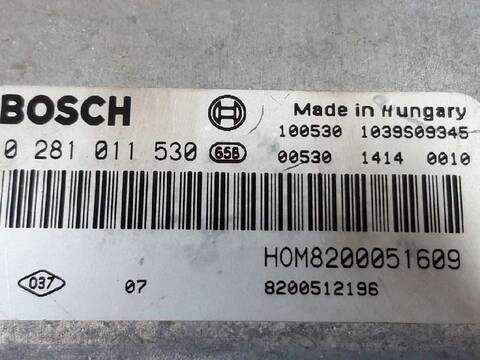 BOSCH
Made in Hungary
100530 1039S09345
0 281 011 530 658 00530 1414 0010
HOM8200051609
037 07 8200512196